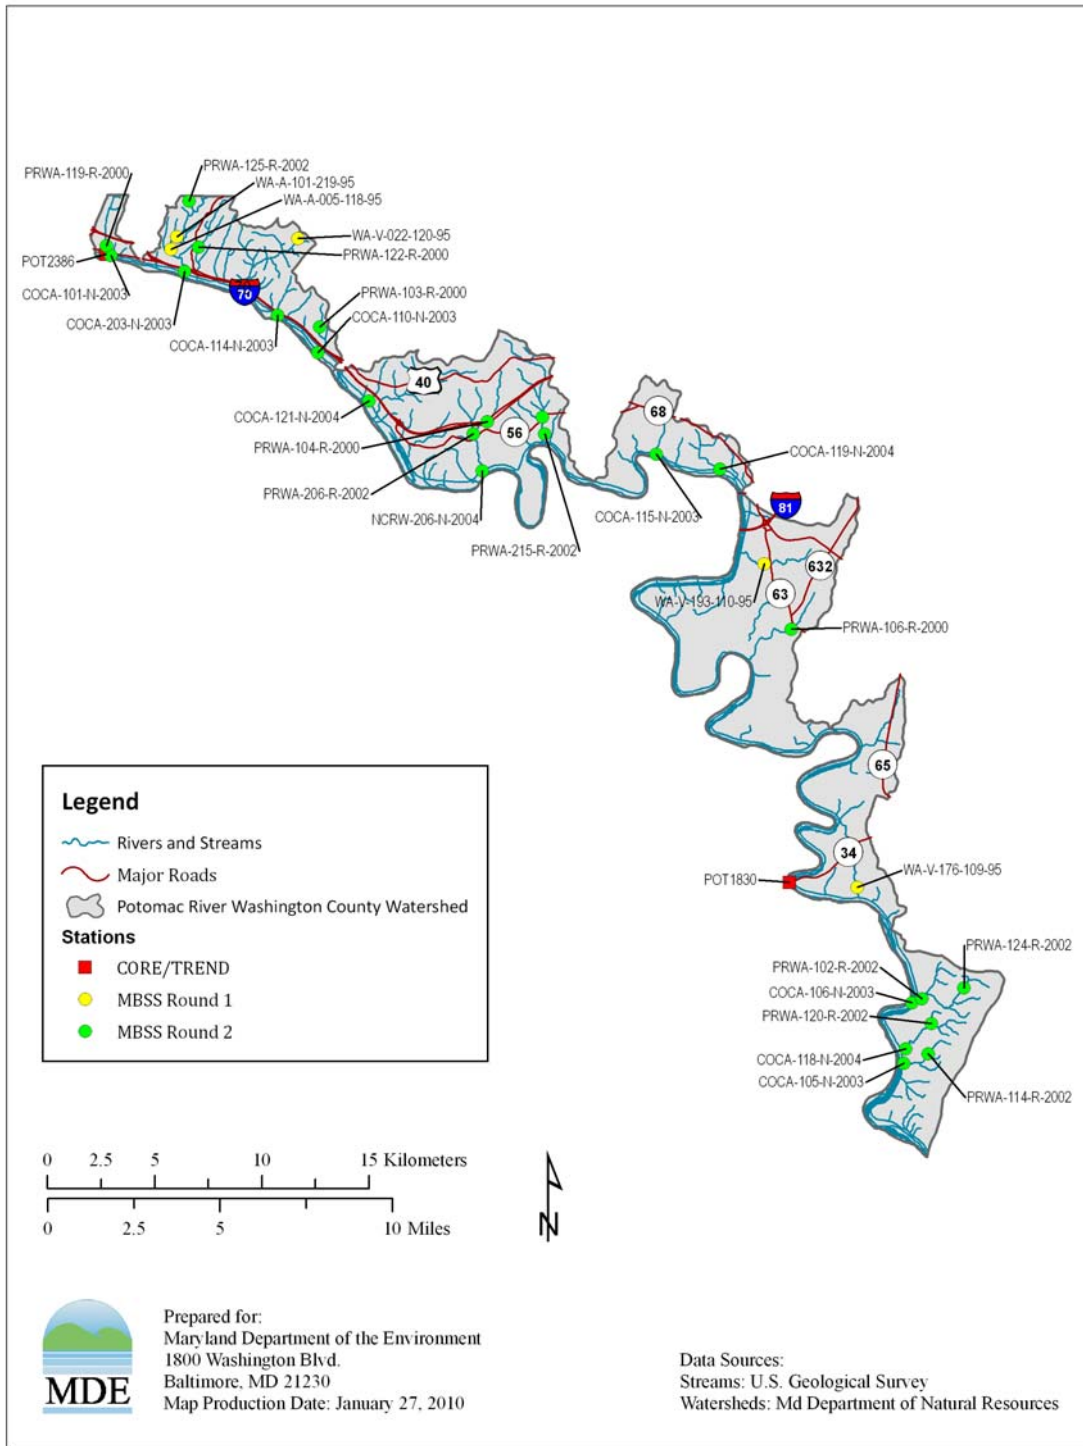 PRWA-125-R-2002
PRWA-119-R-2000
WA-A-101-219-95
WA-A-005-118-95
WA-V-022-120-95
PRWA-122-R-2000
POT2386
COCA-101-N-2003
70
PRWA-103-R-2000
COCA-203-N-2003
COCA-110-N-2003
COCA-114-N-2003
40
68
COCA-121-N-2004
56
PRWA-104-R-2000
COCA-119-N-2004
PRWA-206-R-2002
81
NCRW-206-N-2004
COCA-115-N-2003
PRWA-215-R-2002
632
63
WA-V-193-110-95
PRWA-106-R-2000
65
34
WA-V-176-109-95
POT1830
PRWA-124-R-2002
PRWA-102-R-2002
COCA-106-N-2003
PRWA-120-R-2002
COCA-118-N-2004
COCA-105-N-2003
PRWA-114-R-2002
Legend
Rivers and Streams
Major Roads
Potomac River Washington County Watershed
Stations
CORE/TREND
MBSS Round 1
MBSS Round 2
0 2.5 5 10 15 Kilometers
0 2.5 5 10 Miles
N
MDE
Prepared for:
Maryland Department of the Environment
1800 Washington Blvd.
Baltimore, MD 21230
Map Production Date: January 27, 2010
Data Sources:
Streams: U.S. Geological Survey
Watersheds: Md Department of Natural Resources